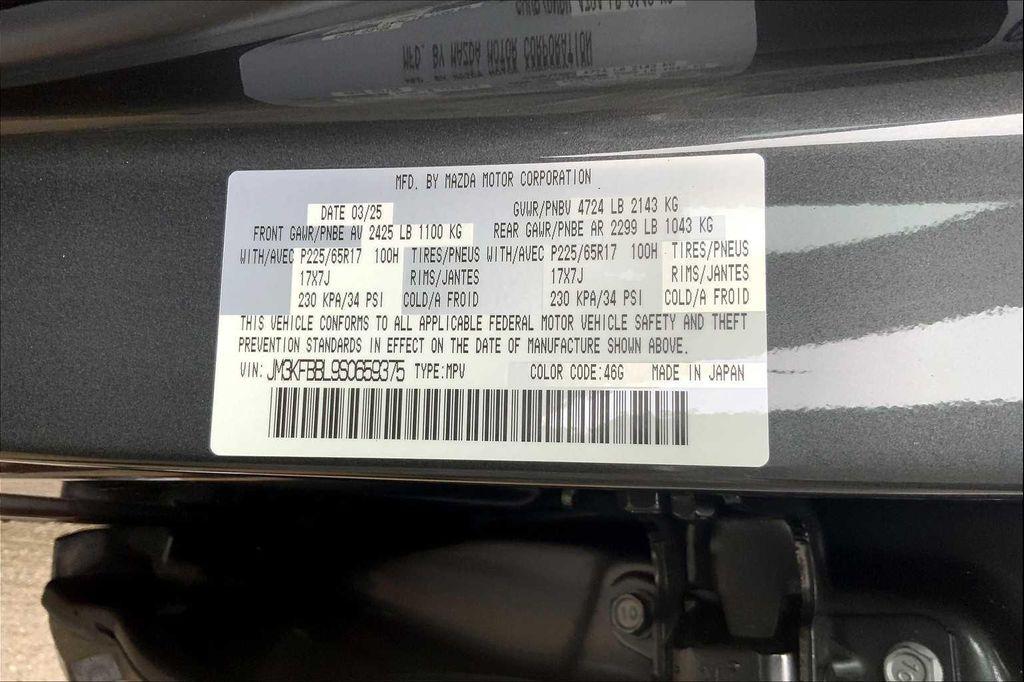 MFD. BY MAZDA MOTOR CORPORATION
DATE 03/25 GVWR/PNBV 4724 LB 2143 KG
FRONT GAWR/PNBE AV 2425 LB 1100 KG REAR GAWR/PNBE AR 2299 LB 1043 KG
WITH/AVEC P225/65R17 100H TIRES/PNEUS WITH/AVEC P225/65R17 100H TIRES/PNEUS
17X7J RIMS/JANTES 17X7J RIMS/JANTES
230 KPA/34 PSI COLD/A FROID 230 KPA/34 PSI COLD/A FROID
THIS VEHICLE CONFORMS TO ALL APPLICABLE FEDERAL MOTOR VEHICLE SAFETY AND THEFT
PREVENTION STANDARDS IN EFFECT ON THE DATE OF MANUFACTURE SHOWN ABOVE.
VIN: JM3KFBBL9S0659375 TYPE:MPV COLOR CODE:46G MADE IN JAPAN
10
10